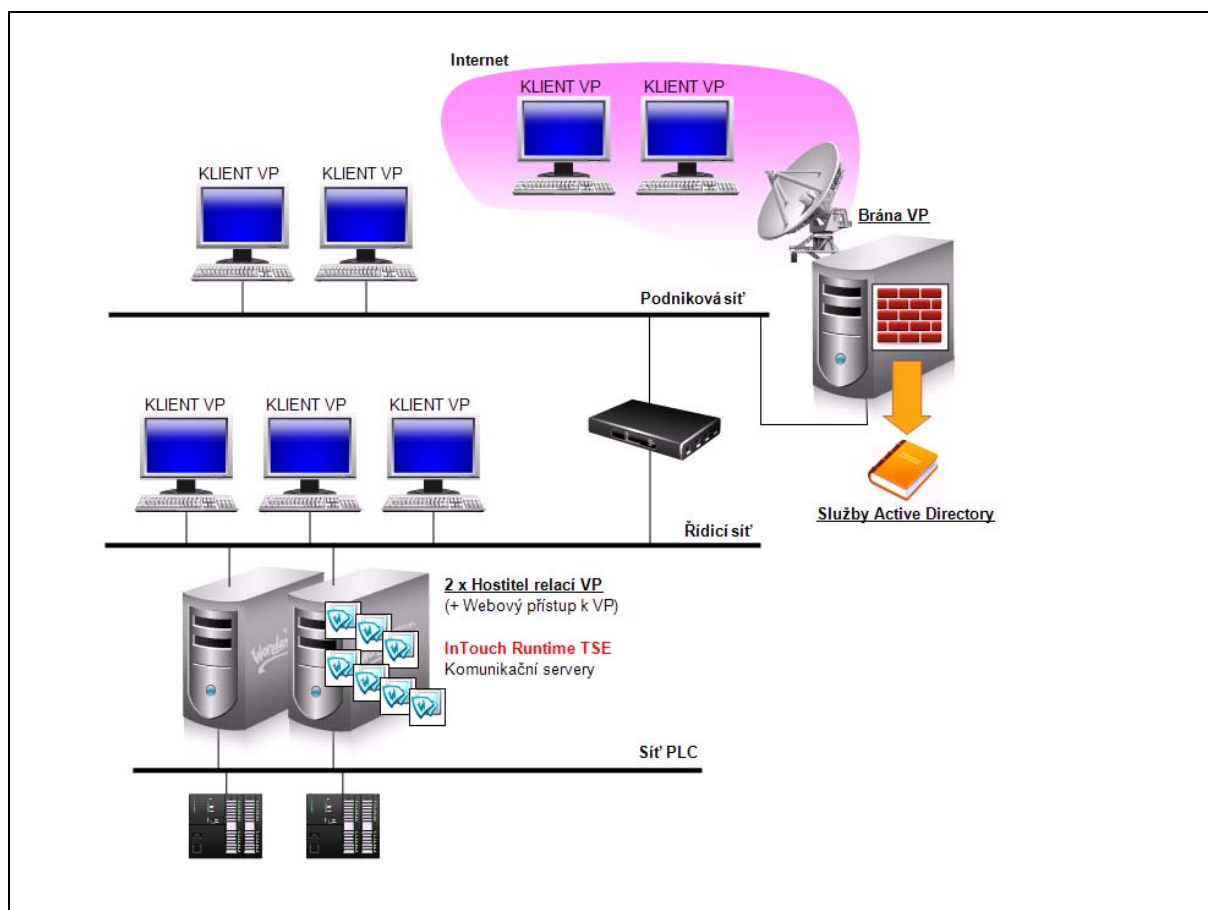 Internet
KLIENT VP
KLIENT VP
KLIENT VP
KLIENT VP
Brána VP
Podniková síť
KLIENT VP
KLIENT VP
KLIENT VP
Služby Active Directory
Řídicí síť
2 x Hostitel relací VP
(+ Webový přístup k VP)
InTouch Runtime TSE
Komunikační servery
Síť PLC